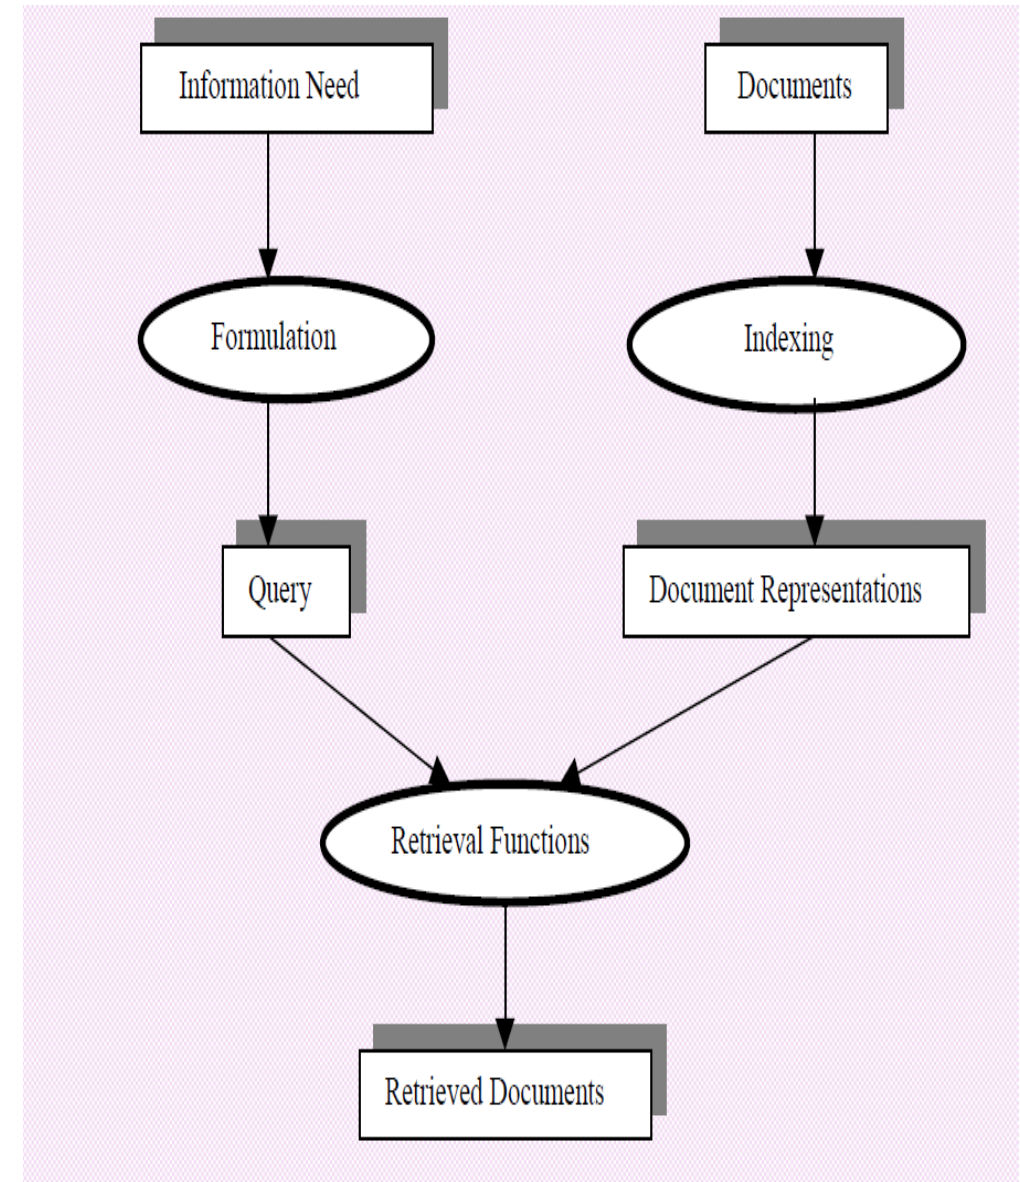 Information Need
Documents
Formulation
Indexing
Query
Document Representations
Retrieval Functions
Retrieved Documents